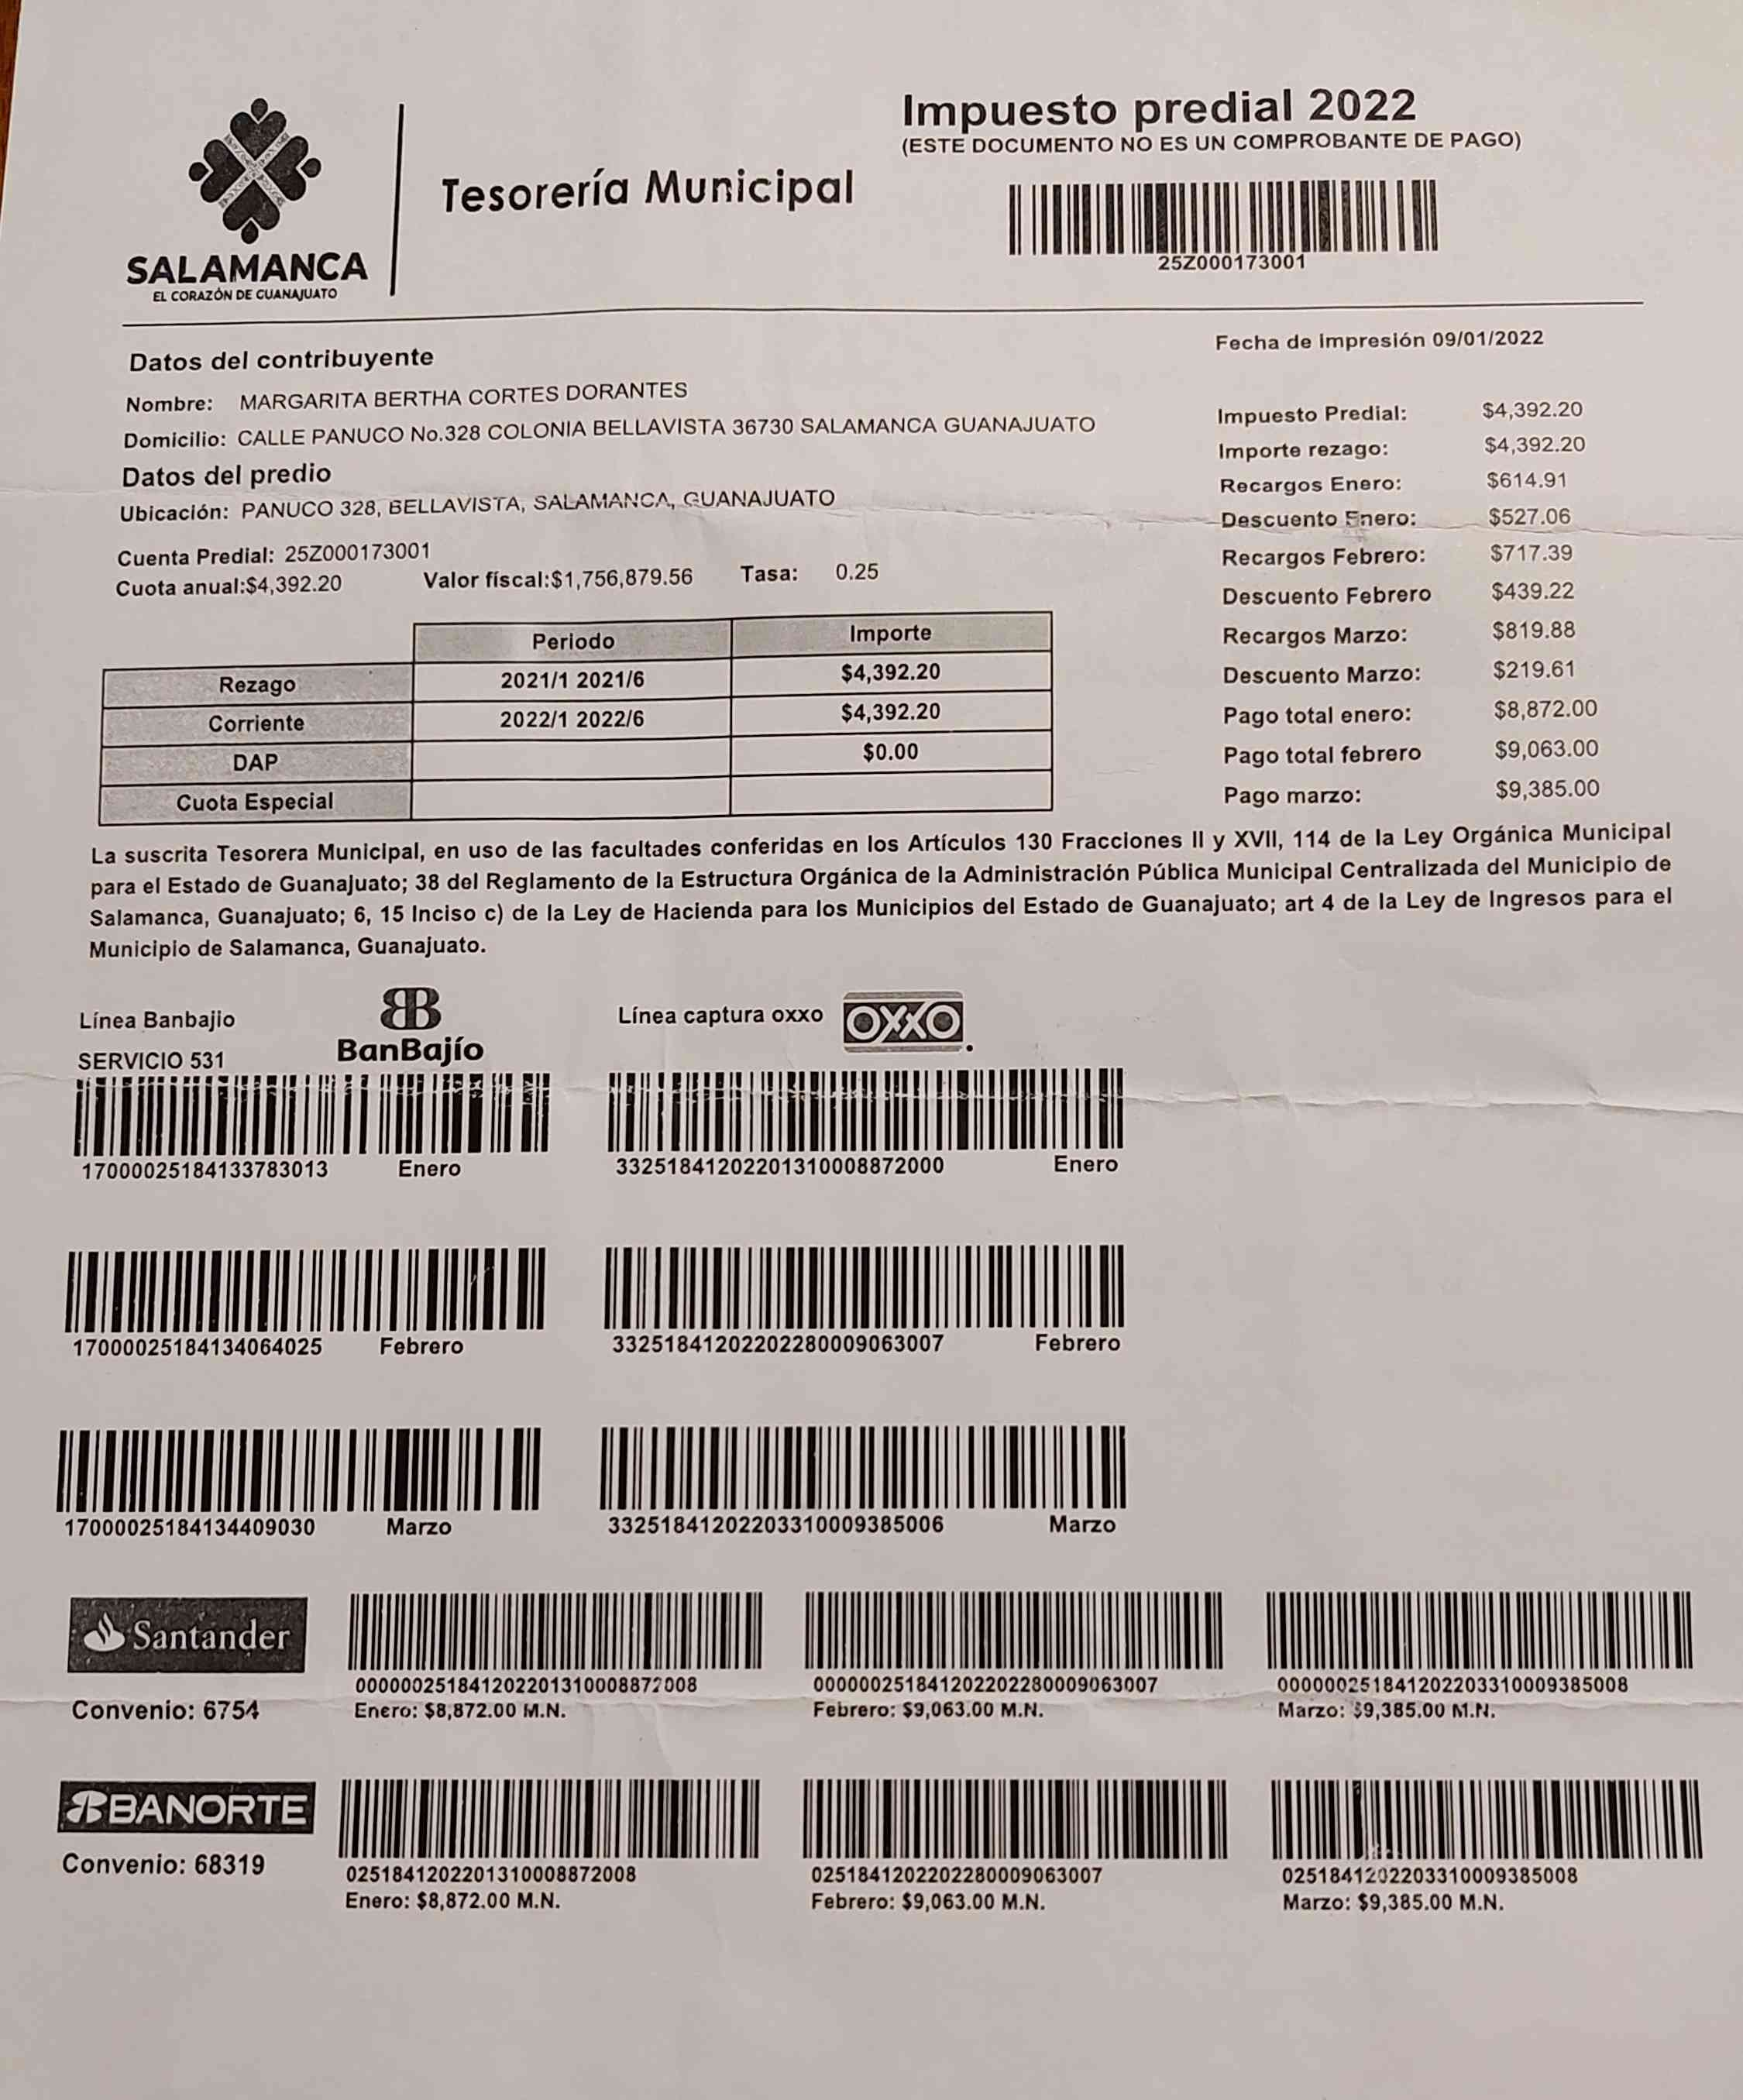 Impuesto predial 2022
(ESTE DOCUMENTO NO ES UN COMPROBANTE DE PAGO)
Tesorería Municipal
25Z000173001
SALAMANCA
EL CORAZÓN DE GUANAJUATO
Fecha de impresión 09/01/2022
Datos del contribuyente
Nombre: MARGARITA BERTHA CORTES DORANTES
Domicilio: CALLE PANUCO No.328 COLONIA BELLAVISTA 36730 SALAMANCA GUANAJUATO
Datos del predio
Ubicación: PANUCO 328, BELLAVISTA, SALAMANCA, GUANAJUATO
Cuenta Predial: 25Z000173001
Cuota anual:$4,392.20 Valor físcal:$1,756,879.56 Tasa: 0.25
Impuesto Predial: $4,392.20
Importe rezago: $4,392.20
Recargos Enero: $614.91
Descuento Enero: $527.06
Recargos Febrero: $717.39
Descuento Febrero $439.22
Recargos Marzo: $819.88
Descuento Marzo: $219.61
Pago total enero: $8,872.00
Pago total febrero $9,063.00
Pago marzo: $9,385.00
Periodo Importe
Rezago 2021/1 2021/6 $4,392.20
Corriente 2022/1 2022/6 $4,392.20
DAP $0.00
Cuota Especial
La suscrita Tesorera Municipal, en uso de las facultades conferidas en los Artículos 130 Fracciones II y XVII, 114 de la Ley Orgánica Municipal
para el Estado de Guanajuato; 38 del Reglamento de la Estructura Orgánica de la Administración Pública Municipal Centralizada del Municipio de
Salamanca, Guanajuato; 6, 15 Inciso c) de la Ley de Hacienda para los Municipios del Estado de Guanajuato; art 4 de la Ley de Ingresos para el
Municipio de Salamanca, Guanajuato.
Línea Banbajio
SERVICIO 531
BB
BanBajío
Línea captura oxxo OXXO
17000025184133783013 Enero 33251841202201310008872000 Enero
17000025184134064025 Febrero 33251841202202280009063007 Febrero
17000025184134409030 Marzo 33251841202203310009385006 Marzo
Santander
Convenio: 6754
0000000251841202201310008872008 0000000251841202202280009063007 0000000251841202203310009385008
Enero: $8,872.00 M.N. Febrero: $9,063.00 M.N. Marzo: $9,385.00 M.N.
BANORTE
Convenio: 68319
0251841202201310008872008 0251841202202280009063007 0251841202203310009385008
Enero: $8,872.00 M.N. Febrero: $9,063.00 M.N. Marzo: $9,385.00 M.N.